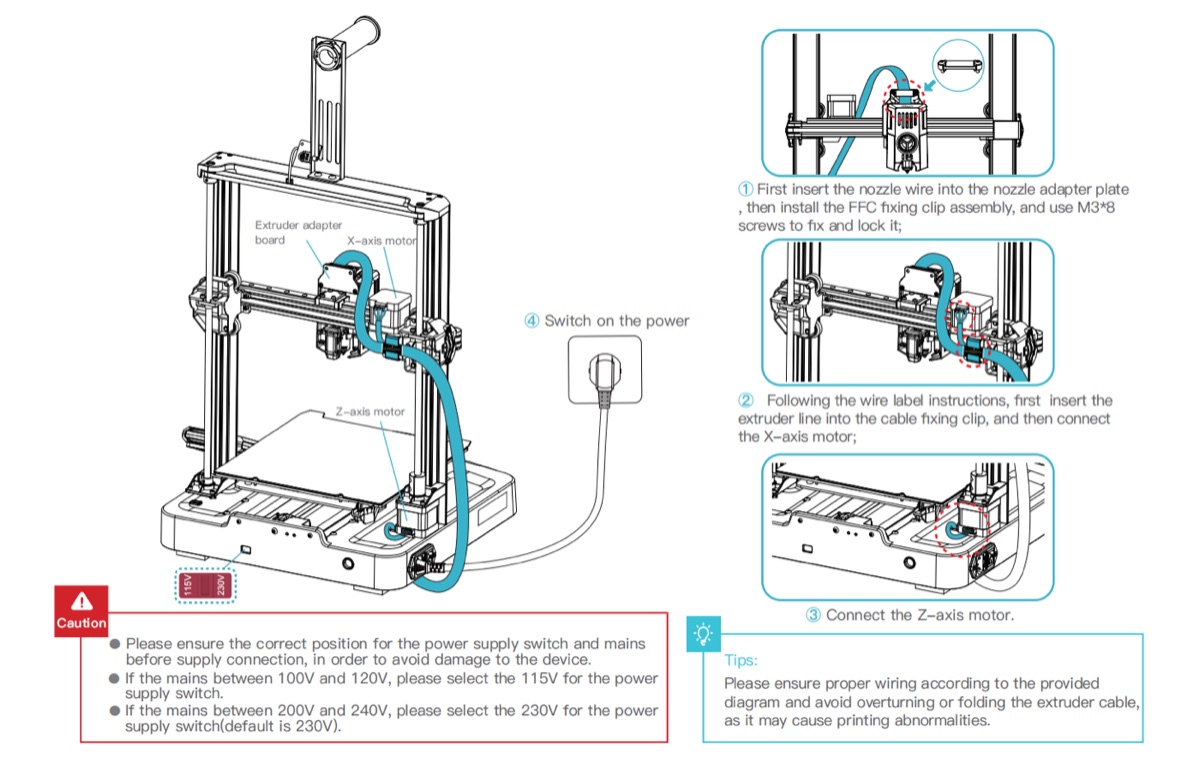 Extruder adapter
board
X-axis motor
④ Switch on the power
Z-axis motor
115V
230V
Caution
● Please ensure the correct position for the power supply switch and mains
before supply connection, in order to avoid damage to the device.
● If the mains between 100V and 120V, please select the 115V for the power
supply switch.
● If the mains between 200V and 240V, please select the 230V for the power
supply switch(default is 230V).
① First insert the nozzle wire into the nozzle adapter plate
, then install the FFC fixing clip assembly, and use M3*8
screws to fix and lock it;
② Following the wire label instructions, first insert the
extruder line into the cable fixing clip, and then connect
the X-axis motor;
③ Connect the Z-axis motor.
Tips:
Please ensure proper wiring according to the provided
diagram and avoid overturning or folding the extruder cable,
as it may cause printing abnormalities.